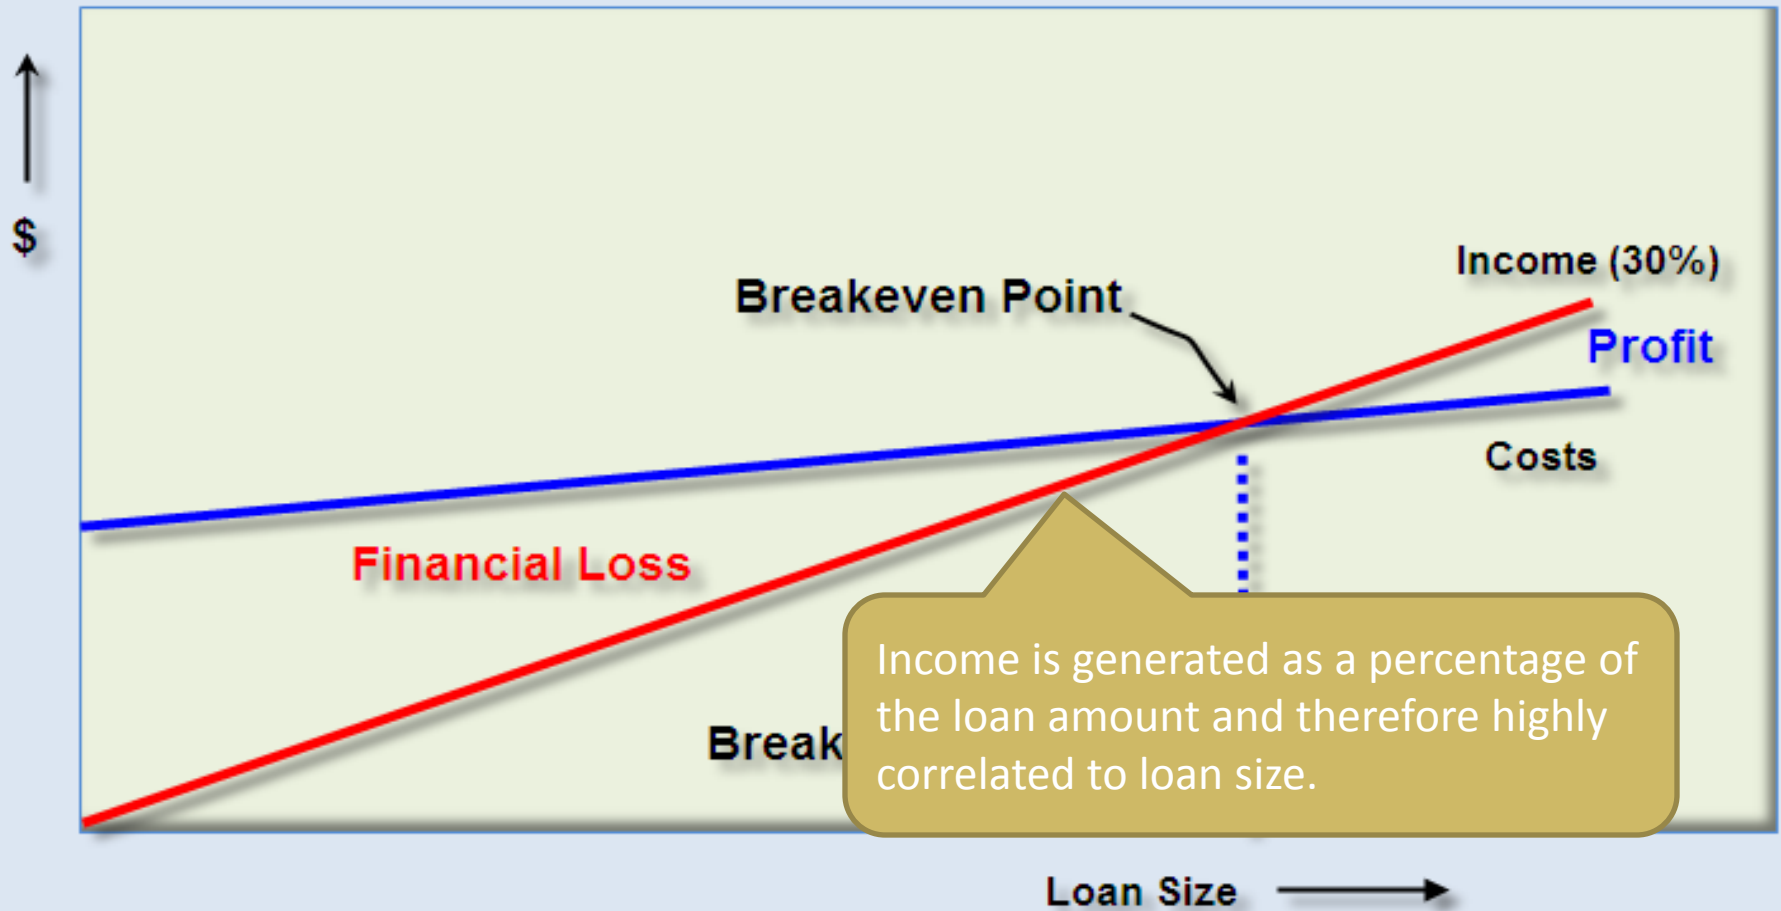 $
Income (30%)
Breakeven Point
Profit
Costs
Financial Loss
Break
Income is generated as a percentage of
the loan amount and therefore highly
correlated to loan size.
Loan Size